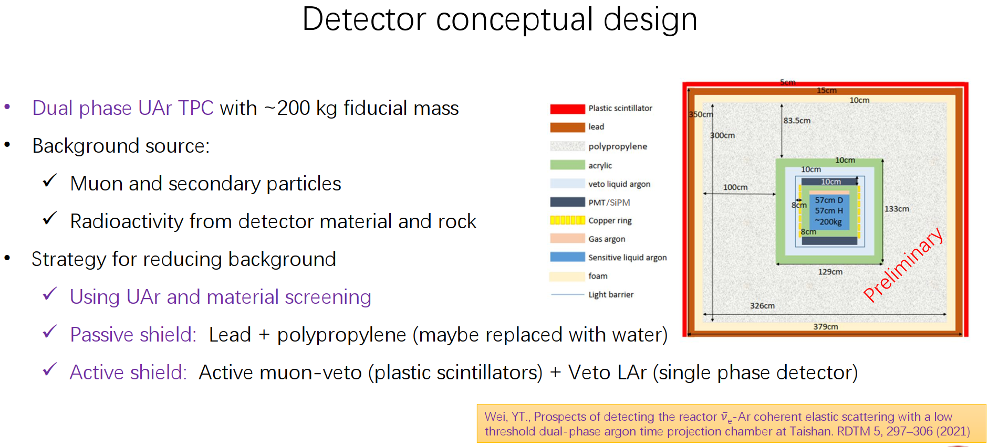 Detector conceptual design
• Dual phase UAr TPC with ~200 kg fiducial mass
• Background source:
✓ Muon and secondary particles
✓ Radioactivity from detector material and rock
• Strategy for reducing background
✓ Using UAr and material screening
✓ Passive shield: Lead + polypropylene (maybe replaced with water)
✓ Active shield: Active muon-veto (plastic scintillators) + Veto LAr (single phase detector)
Plastic scintillator
lead
polypropylene
acrylic
veto liquid argon
PMT/SiPM
Copper ring
Gas argon
Sensitive liquid argon
foam
Light barrier
5cm
15cm
10cm
350cm
83.5cm
300cm
10cm
10cm
10cm
100cm
57cm D
8cm
57cm H
133cm
~200kg
8cm
129cm
Preliminary
326cm
379cm
Wei, YT., Prospects of detecting the reactor ν̄e-Ar coherent elastic scattering with a low
threshold dual-phase argon time projection chamber at Taishan. RDTM 5, 297–306 (2021)